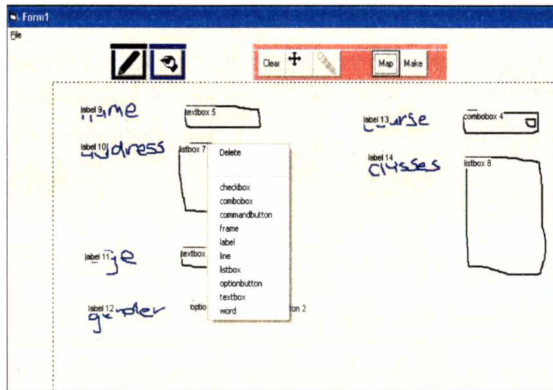 Form1
File
Clear Map Make
label 9 name textbox 5
label 13 course combobox 4
label 10 address listbox 7
label 14 classes listbox 8
Delete
checkbox
combobox
commandbutton
frame
label
line
listbox
optionbutton
textbox
word
label 11 age textbox
label 12 gender optio n 2